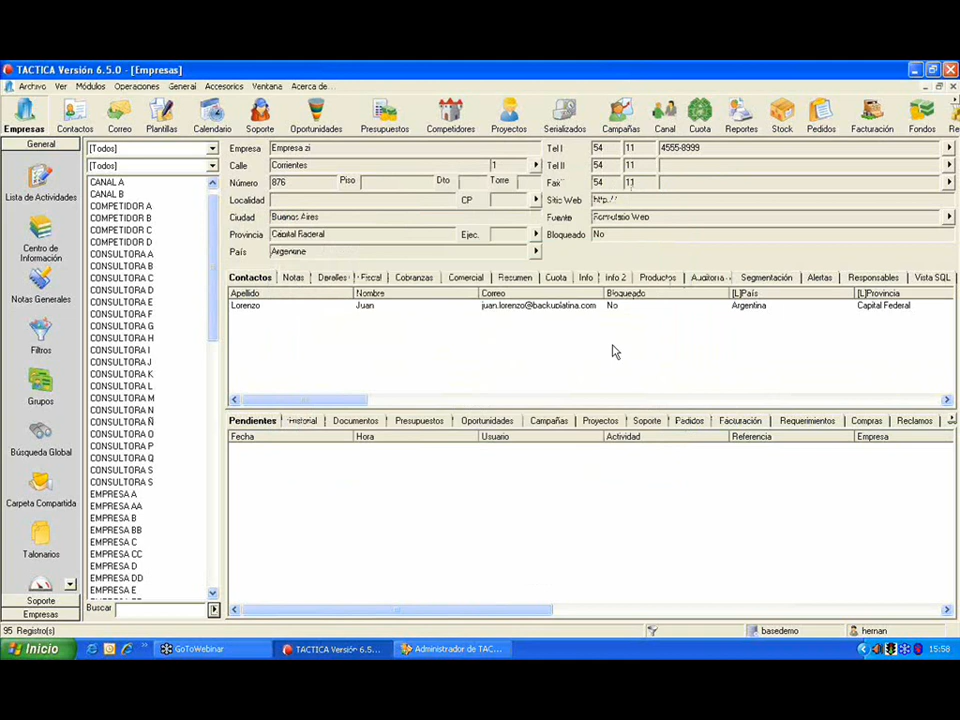 TACTICA Versión 6.5.0 - [Empresas]
Archivo Ver Módulos Operaciones General Accesorios Ventana Acerca de...
Empresas Contactos Correo Plantillas Calendario Soporte Oportunidades Presupuestos Competidores Proyectos Serializados Campañas Canal Cuota Reportes Stock Pedidos Facturación Fondos Re
General
Lista de Actividades
Centro de
Información
Notas Generales
Filtros
Grupos
Búsqueda Global
Carpeta Compartida
Talonarios
Soporte
Empresas
[Todos]
[Todos]
CANAL A
CANAL B
COMPETIDOR A
COMPETIDOR B
COMPETIDOR C
COMPETIDOR D
CONSULTORA A
CONSULTORA B
CONSULTORA C
CONSULTORA D
CONSULTORA E
CONSULTORA F
CONSULTORA G
CONSULTORA H
CONSULTORA I
CONSULTORA J
CONSULTORA K
CONSULTORA L
CONSULTORA M
CONSULTORA N
CONSULTORA Ñ
CONSULTORA O
CONSULTORA P
CONSULTORA Q
CONSULTORA S
CONSULTORA S
EMPRESA A
EMPRESA AA
EMPRESA B
EMPRESA BB
EMPRESA C
EMPRESA CC
EMPRESA D
EMPRESA DD
EMPRESA E
Buscar
Empresa Empresa zi Tel I 54 11 4555-8999
Calle Corrientes 1 Tel II 54 11
Número 876 Piso Dto Torre Fax 54 11
Localidad CP Sitio Web http://
Ciudad Buenos Aires Fuente Formulario Web
Provincia Capital Federal Ejec. Bloqueado No
País Argentina
Contactos Notas Detalles Fiscal Cobranzas Comercial Resumen Cuota Info Info 2 Productos Auditoria Segmentación Alertas Responsables Vista SQL
Apellido Nombre Correo Bloqueado [L]País [L]Provincia
Lorenzo Juan juan.lorenzo@backuplatina.com No Argentina Capital Federal
Pendientes Historial Documentos Presupuestos Oportunidades Campañas Proyectos Soporte Pedidos Facturación Requerimientos Compras Reclamos
Fecha Hora Usuario Actividad Referencia Empresa
95 Registro(s) basedemo hernan
Inicio GoToWebinar TACTICA Versión 6.5... Administrador de TAC... 15:58